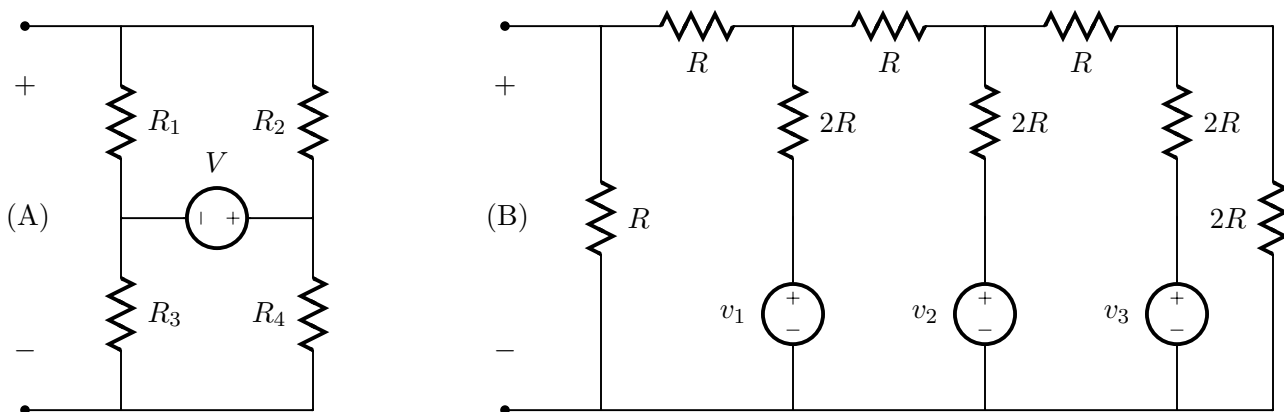 R R R
+ +
R₁ R₂ 2R 2R 2R
V
(A) − + (B) R 2R
R₃ R₄ v₁ + − v₂ + − v₃ + −
− −